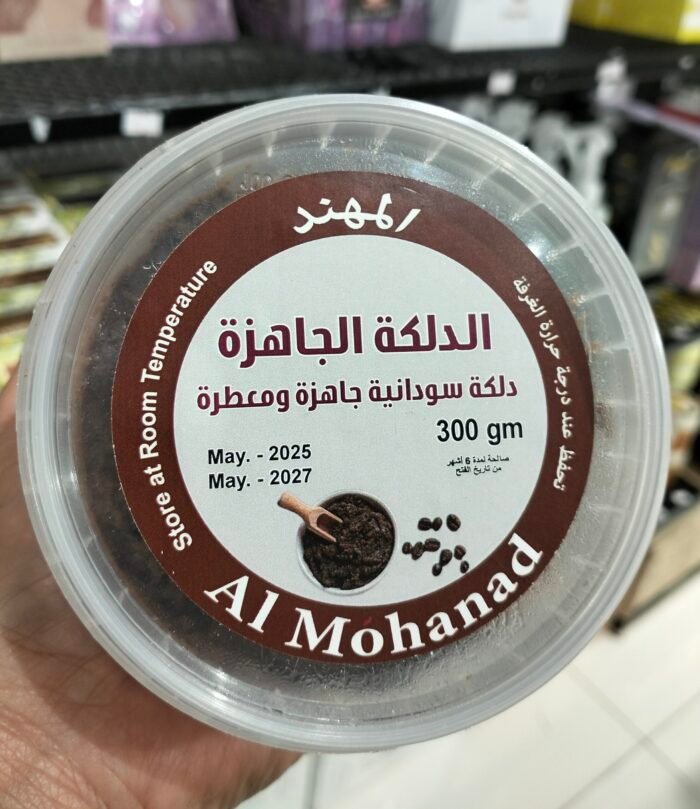 المهند
الدلكة الجاهزة
دلكة سودانية جاهزة ومعطرة
300 gm
صالحة لمدة 6 أشهر
من تاريخ الفتح
May. - 2025
May. - 2027
Store at Room Temperature
تحفظ عند درجة حرارة الغرفة
Al Mohanad